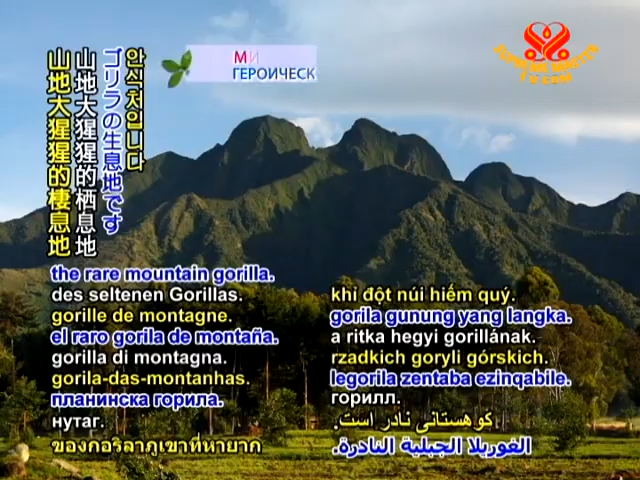 안식처입니다
ゴリラの生息地です
山地大猩猩的栖息地
山地大猩猩的棲息地
МИ
ГЕРОИЧЕСК
SUPREME MASTER
TV.COM
the rare mountain gorilla.
des seltenen Gorillas.
gorille de montagne.
el raro gorila de montaña.
gorilla di montagna.
gorila-das-montanhas.
планинска горила.
нутаг.
ของกอริลาภูเขาที่หายาก
khỉ đột núi hiếm quý.
gorila gunung yang langka.
a ritka hegyi gorillának.
rzadkich goryli górskich.
legorila zentaba ezinqabile.
горилл.
کوهستانی نادر است.
الغوريلا الجبلية النادرة.